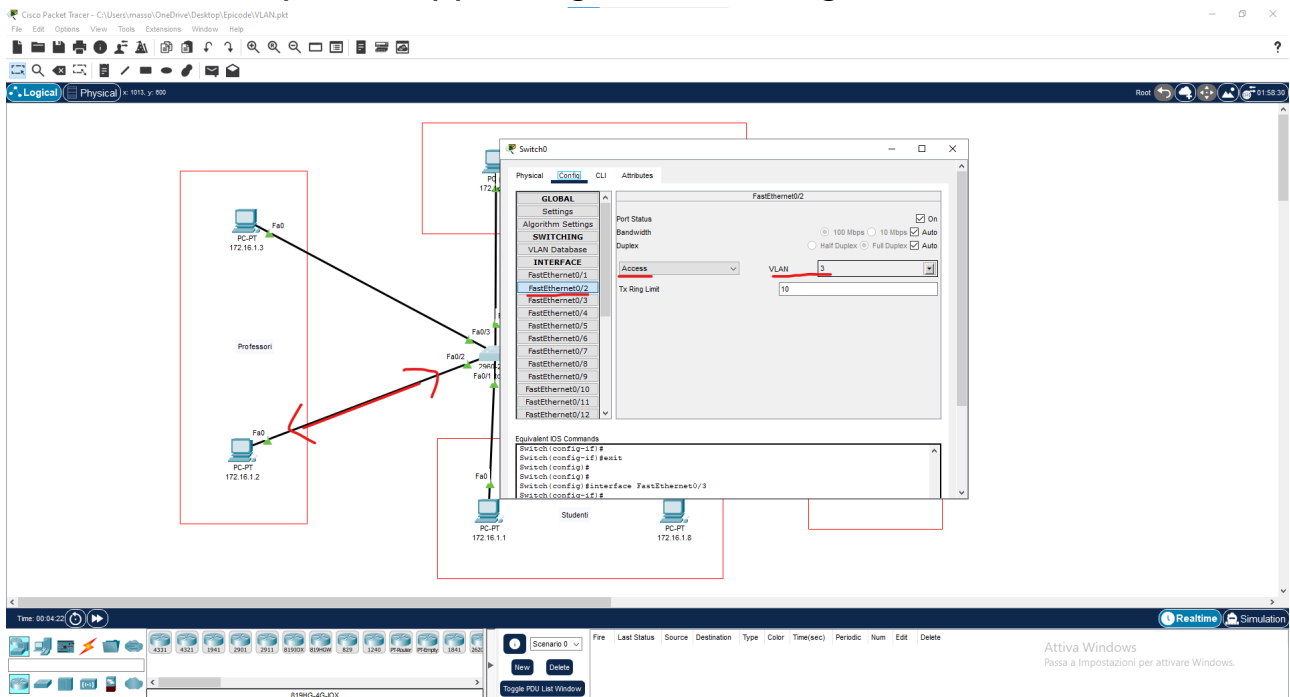 Cisco Packet Tracer - C:\Users\masso\OneDrive\Desktop\Epicode\VLAN.pkt
File Edit Options View Tools Extensions Window Help
?
Logical Physical x: 1013, y: 600
Root 01:58:30
Switch0
Physical Config CLI Attributes
GLOBAL
Settings
Algorithm Settings
SWITCHING
VLAN Database
INTERFACE
FastEthernet0/1
FastEthernet0/2
FastEthernet0/3
FastEthernet0/4
FastEthernet0/5
FastEthernet0/6
FastEthernet0/7
FastEthernet0/8
FastEthernet0/9
FastEthernet0/10
FastEthernet0/11
FastEthernet0/12
FastEthernet0/2
Port Status On
Bandwidth 100 Mbps 10 Mbps Auto
Duplex Half Duplex Full Duplex Auto
Access VLAN 3
Tx Ring Limit 10
Equivalent IOS Commands
Switch(config-if)#
Switch(config-if)#exit
Switch(config)#
Switch(config)#
Switch(config)#interface FastEthernet0/3
Switch(config-if)#
Fa0
PC-PT
172.16.1.3
Professori
Fa0/3
Fa0/2
Fa0/1
Fa0
PC-PT
172.16.1.2
Fa0
Studenti
PC-PT
172.16.1.1
PC-PT
172.16.1.8
Time: 00:04:22
Realtime Simulation
4331 4321 1941 2901 2911 819IOX 819HGW 829 1240 PT-Router PT-Empty 1841
819HG-4G-IOX
Scenario 0
New Delete
Toggle PDU List Window
Fire Last Status Source Destination Type Color Time(sec) Periodic Num Edit Delete
Attiva Windows
Passa a Impostazioni per attivare Windows.